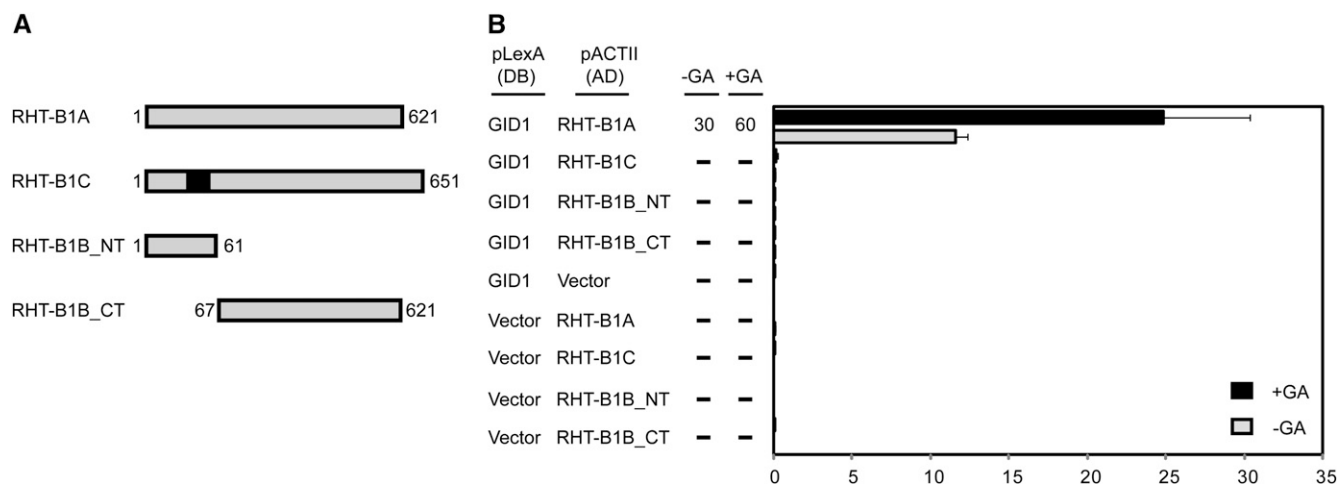 A
RHT-B1A 1 621
RHT-B1C 1 651
RHT-B1B_NT 1 61
RHT-B1B_CT 67 621
B
pLexA (DB) pACTII (AD) -GA +GA
GID1 RHT-B1A 30 60
GID1 RHT-B1C - -
GID1 RHT-B1B_NT - -
GID1 RHT-B1B_CT - -
GID1 Vector - -
Vector RHT-B1A - -
Vector RHT-B1C - -
Vector RHT-B1B_NT - -
Vector RHT-B1B_CT - -
+GA
-GA
0 5 10 15 20 25 30 35